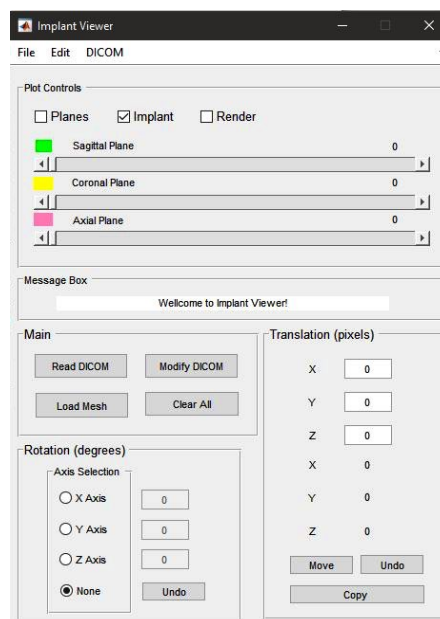 Implant Viewer
File Edit DICOM
Plot Controls
Planes Implant Render
Sagittal Plane 0
Coronal Plane 0
Axial Plane 0
Message Box
Wellcome to Implant Viewer!
Main
Read DICOM Modify DICOM
Load Mesh Clear All
Translation (pixels)
X 0
Y 0
Z 0
X 0
Y 0
Z 0
Move Undo
Copy
Rotation (degrees)
Axis Selection
X Axis 0
Y Axis 0
Z Axis 0
None Undo